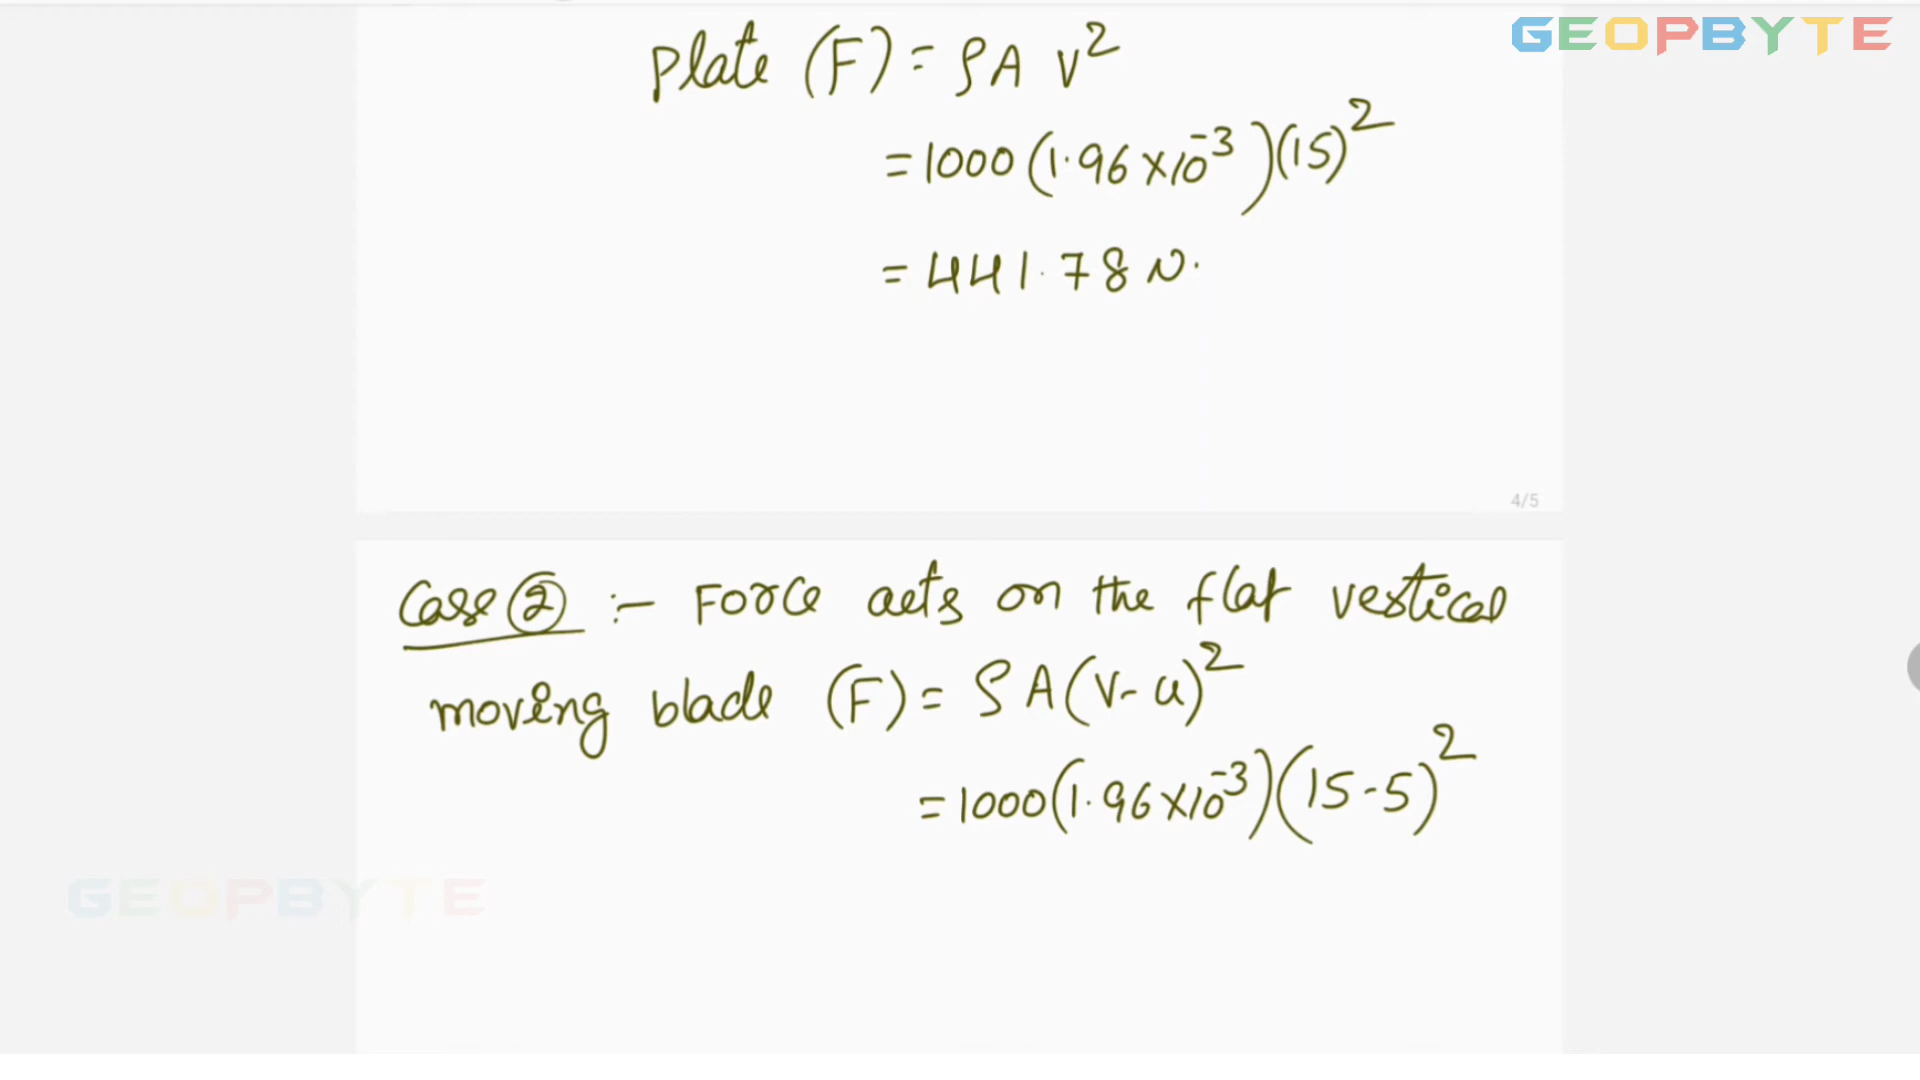 GEOPBYTE
Plate (F) = ρA V²
= 1000 (1.96 × 10⁻³)(15)²
= 441.78 N.
4/5
Case ② :- Force acts on the flat vertical
moving blade (F) = ρA(V-u)²
= 1000(1.96 × 10⁻³)(15-5)²
GEOPBYTE